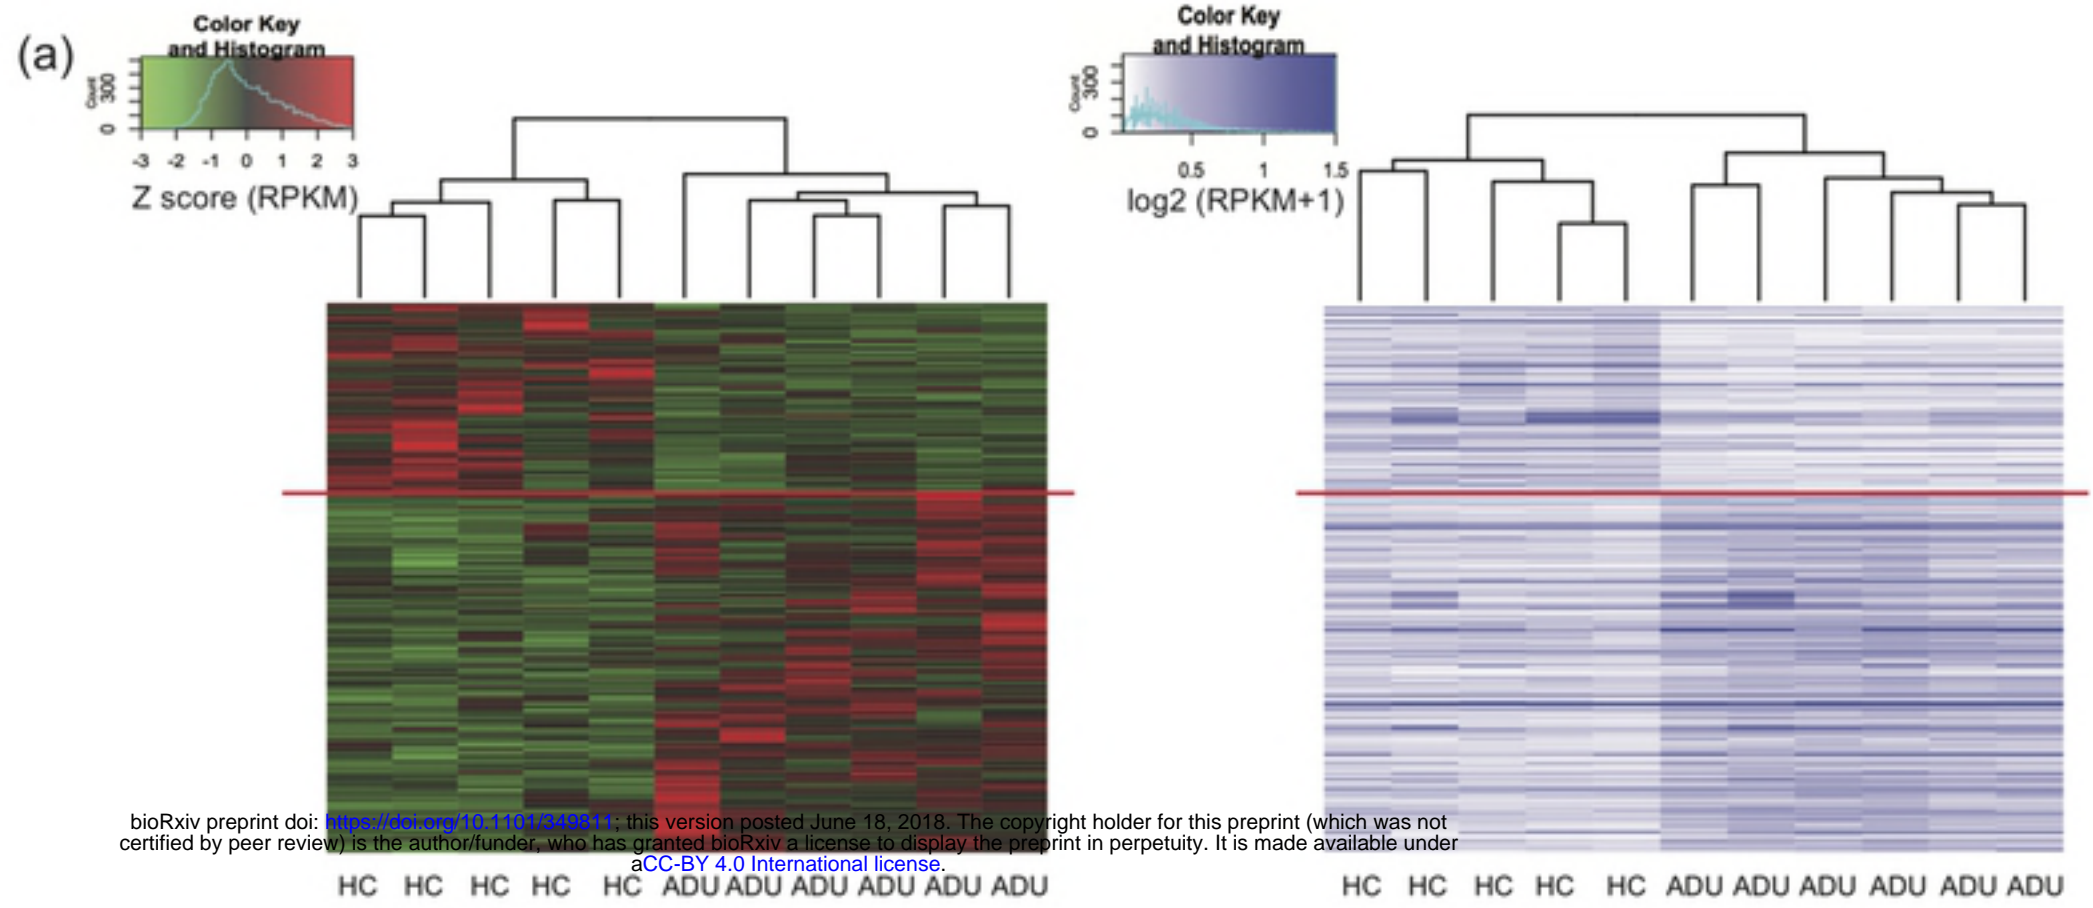 (a)
Color Key
and Histogram
Count
0 300
-3 -2 -1 0 1 2 3
Z score (RPKM)
Color Key
and Histogram
Count
0 300
0.5 1 1.5
log2 (RPKM+1)
bioRxiv preprint doi: https://doi.org/10.1101/349811; this version posted June 18, 2018. The copyright holder for this preprint (which was not
certified by peer review) is the author/funder, who has granted bioRxiv a license to display the preprint in perpetuity. It is made available under
aCC-BY 4.0 International license.
HC HC HC HC HC ADU ADU ADU ADU ADU ADU
HC HC HC HC HC ADU ADU ADU ADU ADU ADU